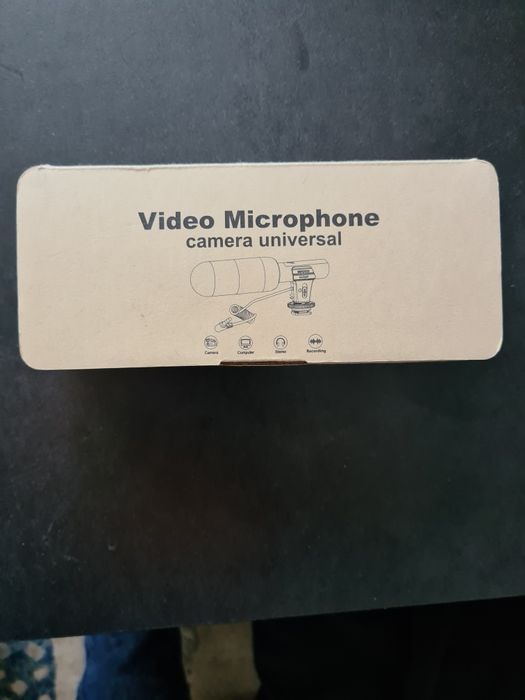 Video Microphone
camera universal
Camera Computer Stereo Recording